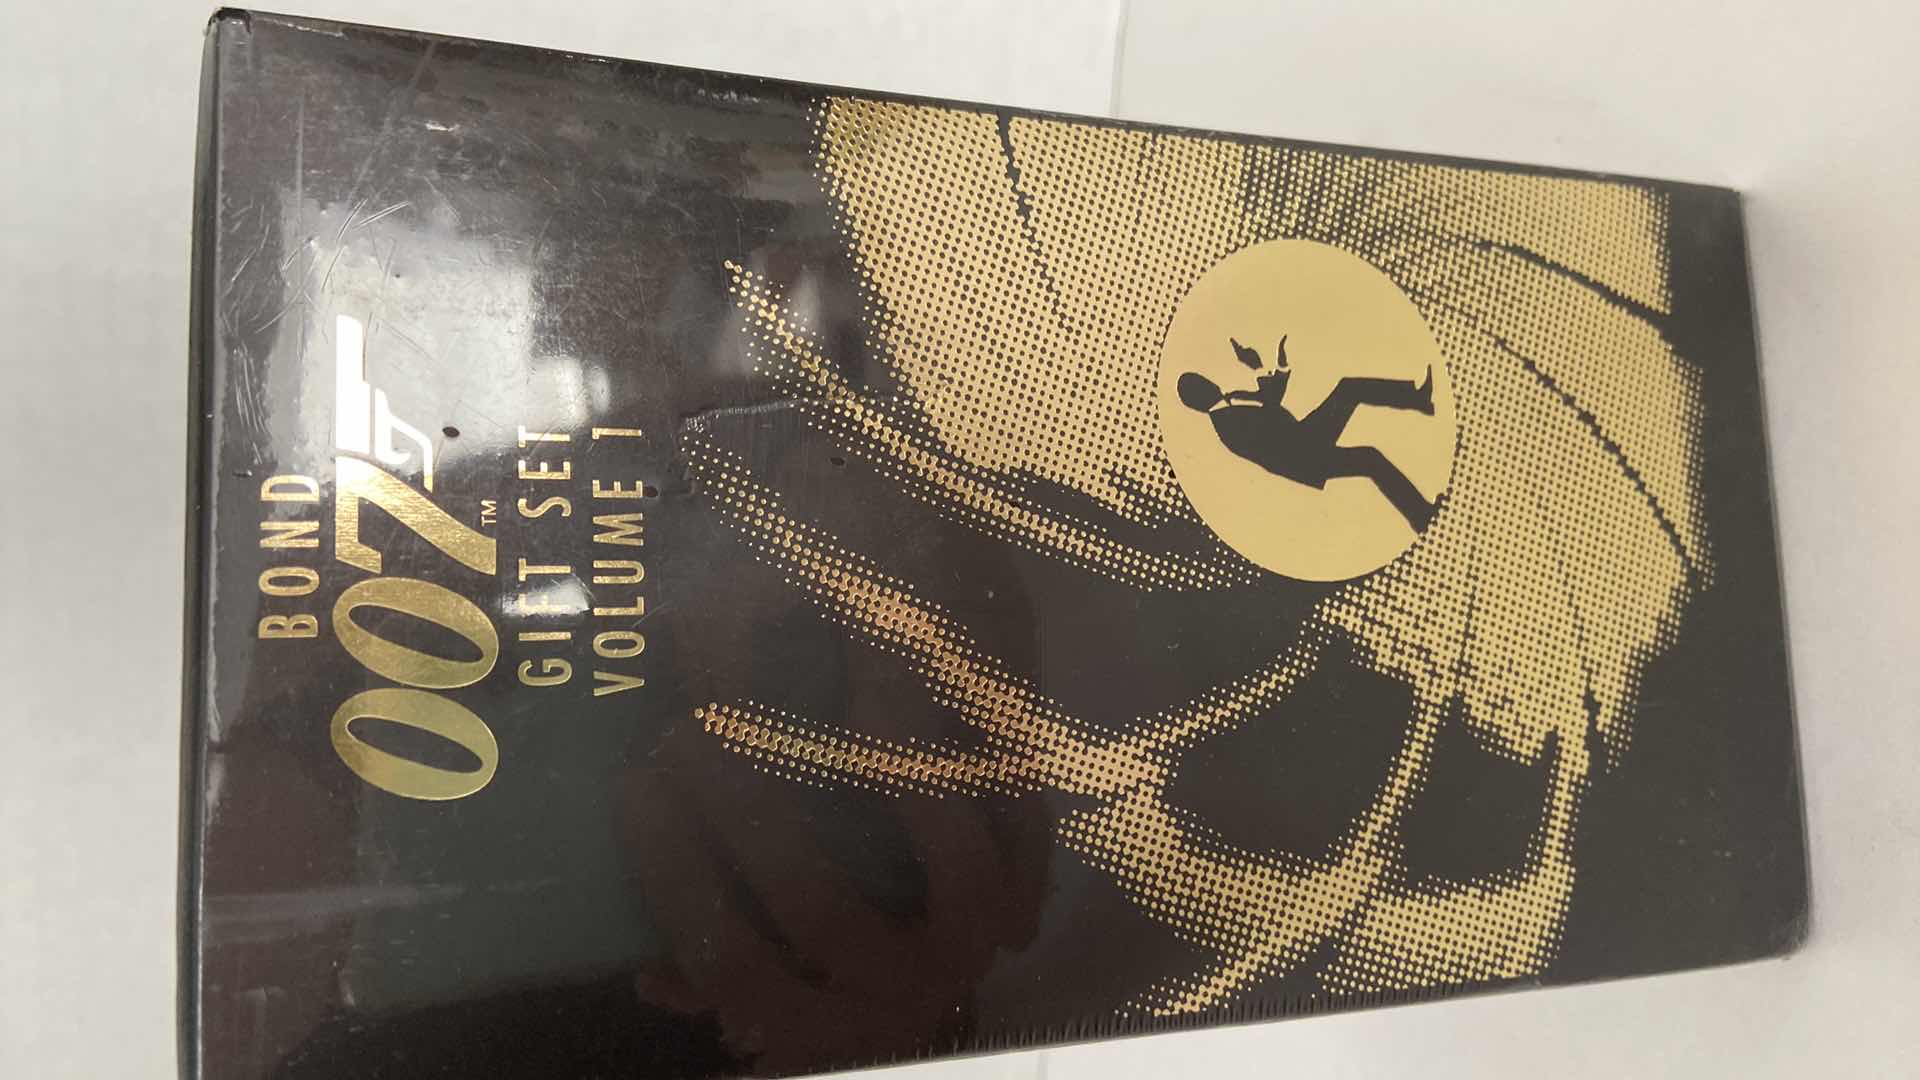 BOND
007™
GIFT SET
VOLUME 1